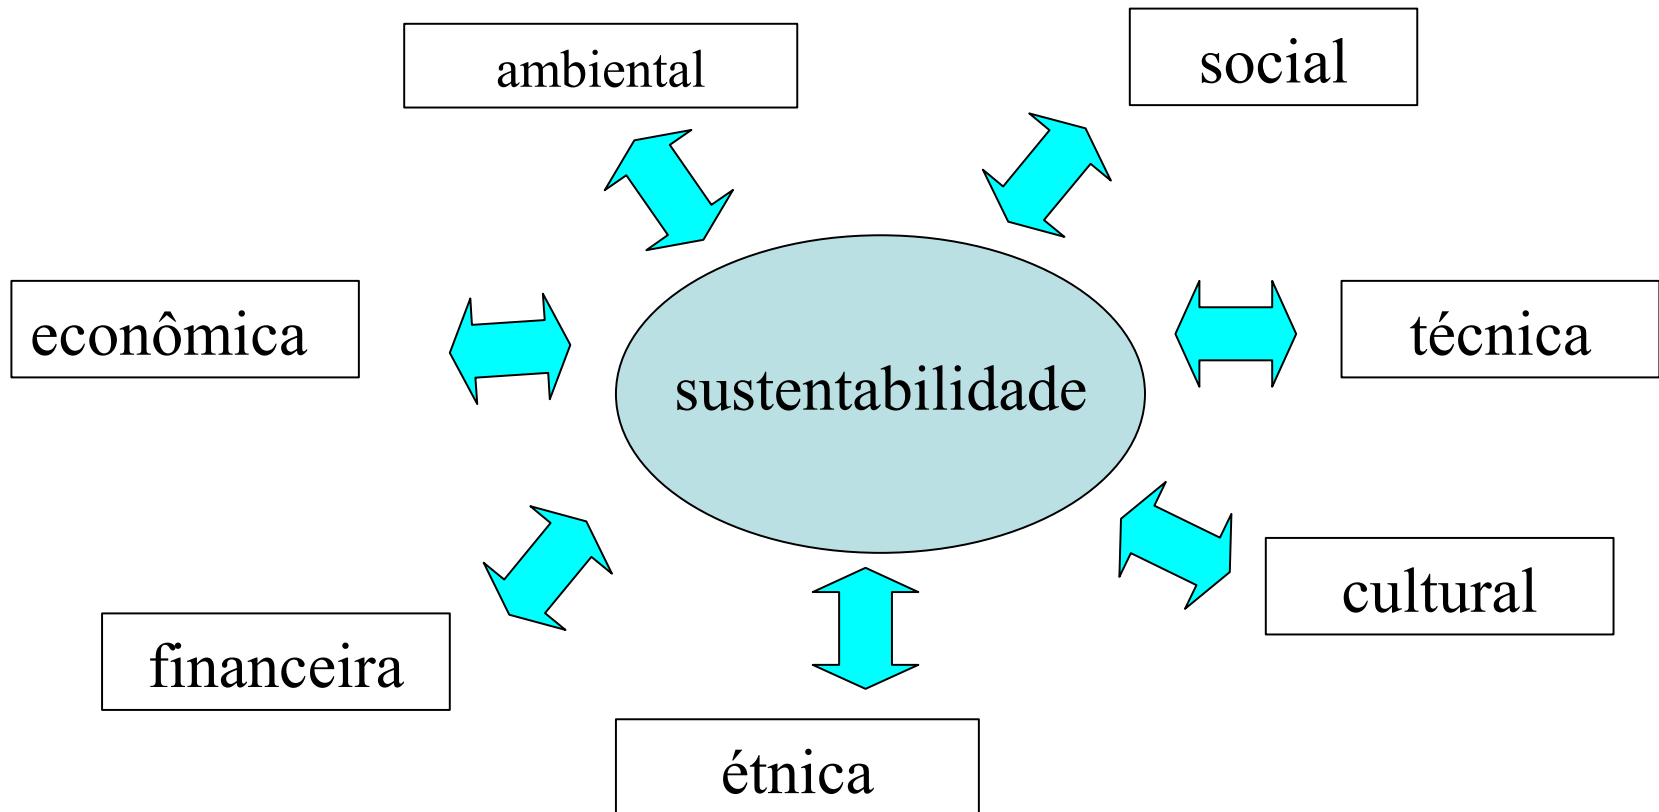 ambiental
social
econômica
técnica
sustentabilidade
cultural
financeira
étnica